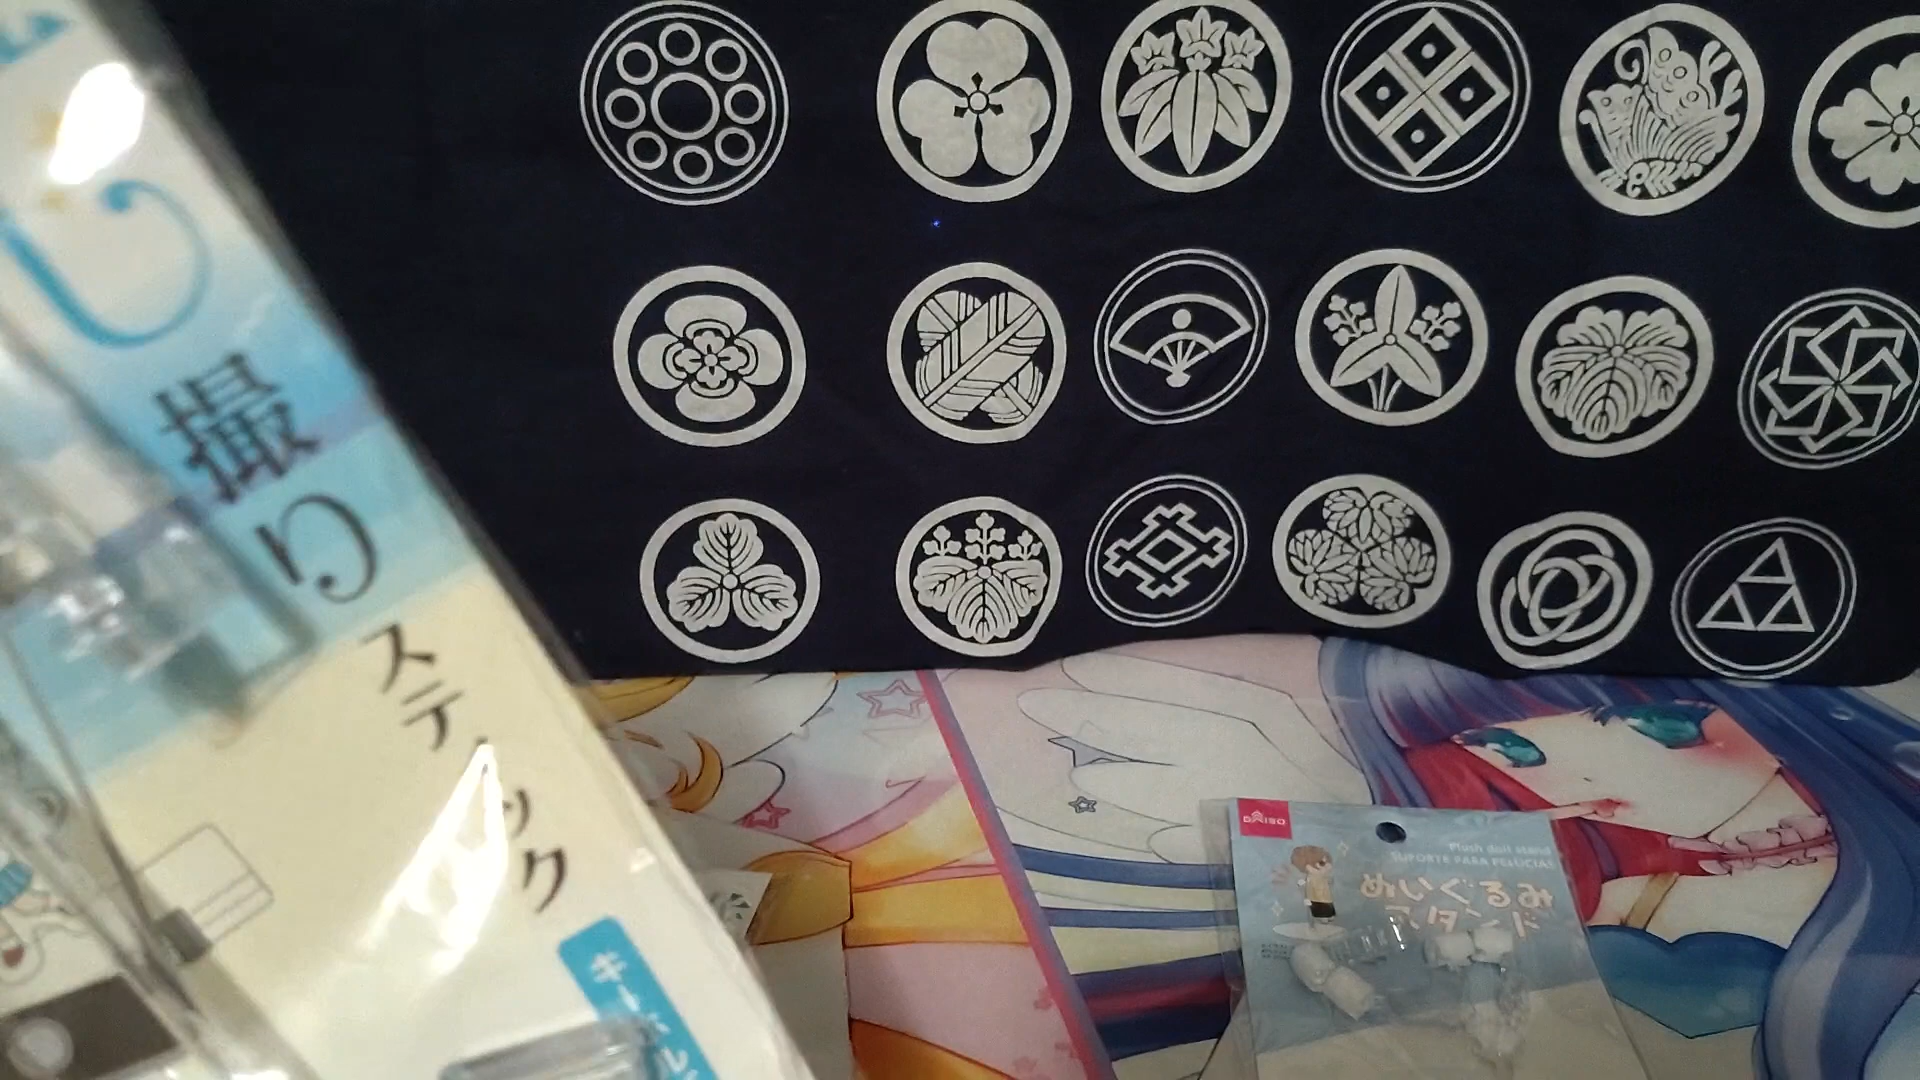 し撮り
スティック
DAISO
Plush doll stand
SUPORTE PARA PELÚCIAS
ぬいぐるみ
スタンド